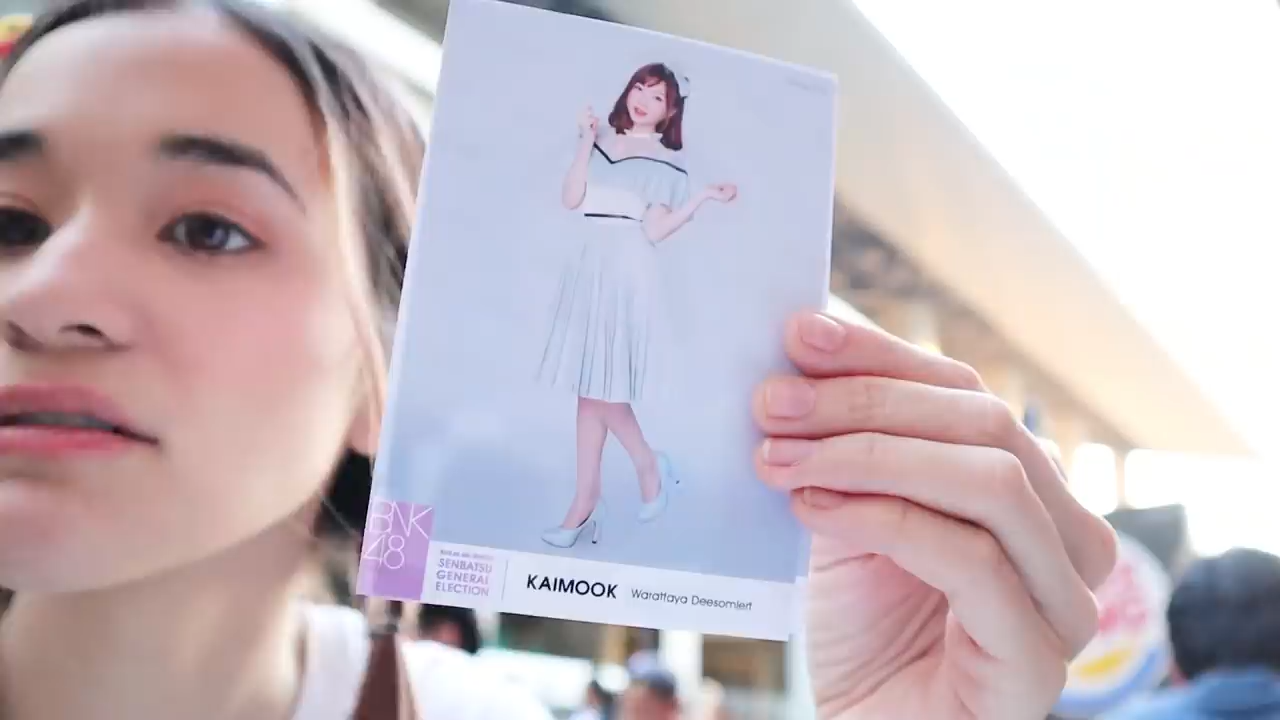 BNK
48
SENBATSU
GENERAL
ELECTION
KAIMOOK Warattaya Deesomlert